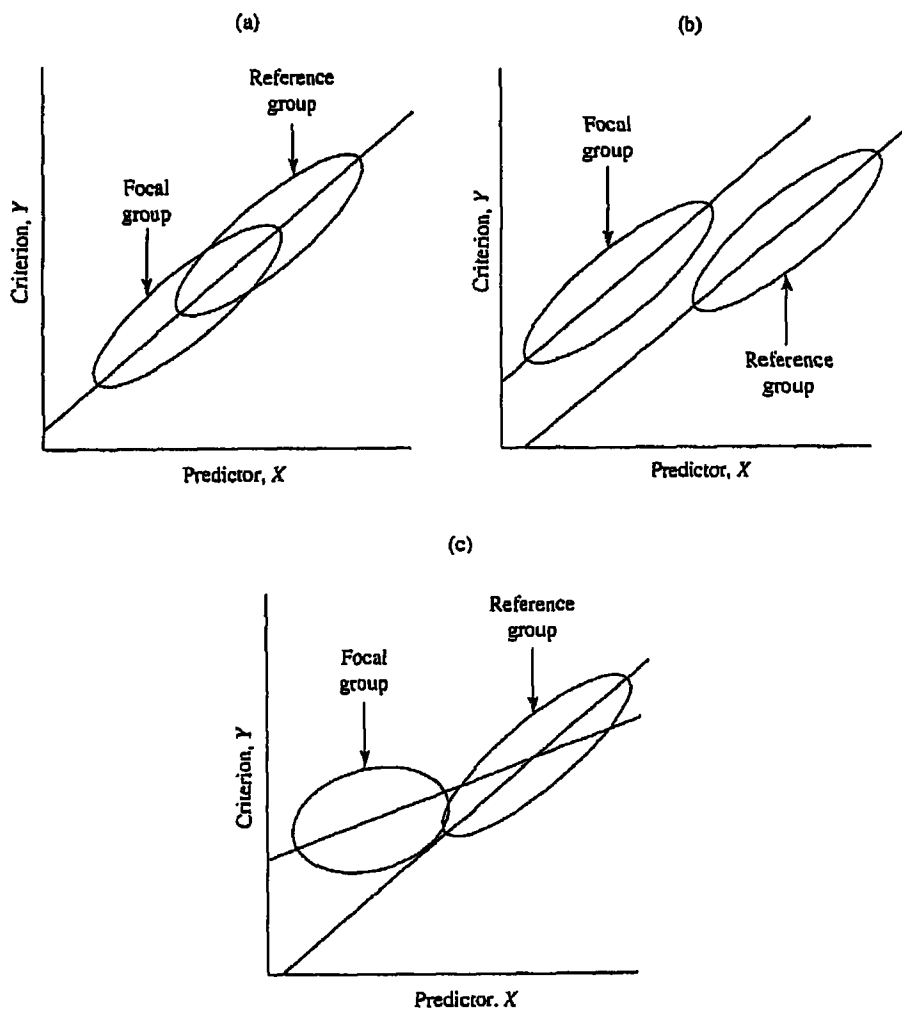 (a)
Reference
group
Focal
group
Criterion, Y
Predictor, X
(b)
Focal
group
Criterion, Y
Reference
group
Predictor, X
(c)
Reference
group
Focal
group
Criterion, Y
Predictor. X